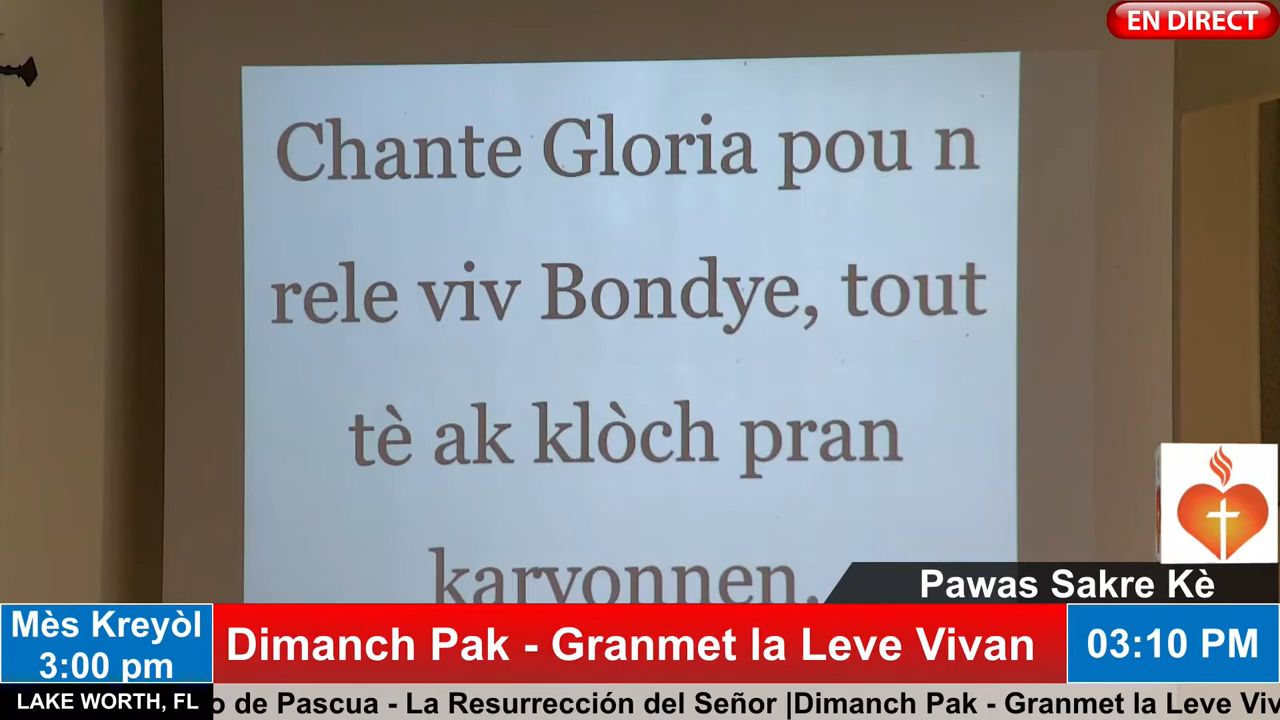 EN DIRECT
Chante Gloria pou n
rele viv Bondye, tout
tè ak klòch pran
karyonnen.
Pawas Sakre Kè
Mès Kreyòl
3:00 pm
Dimanch Pak - Granmet la Leve Vivan
03:10 PM
LAKE WORTH, FL
o de Pascua - La Resurrección del Señor |Dimanch Pak - Granmet la Leve Viv